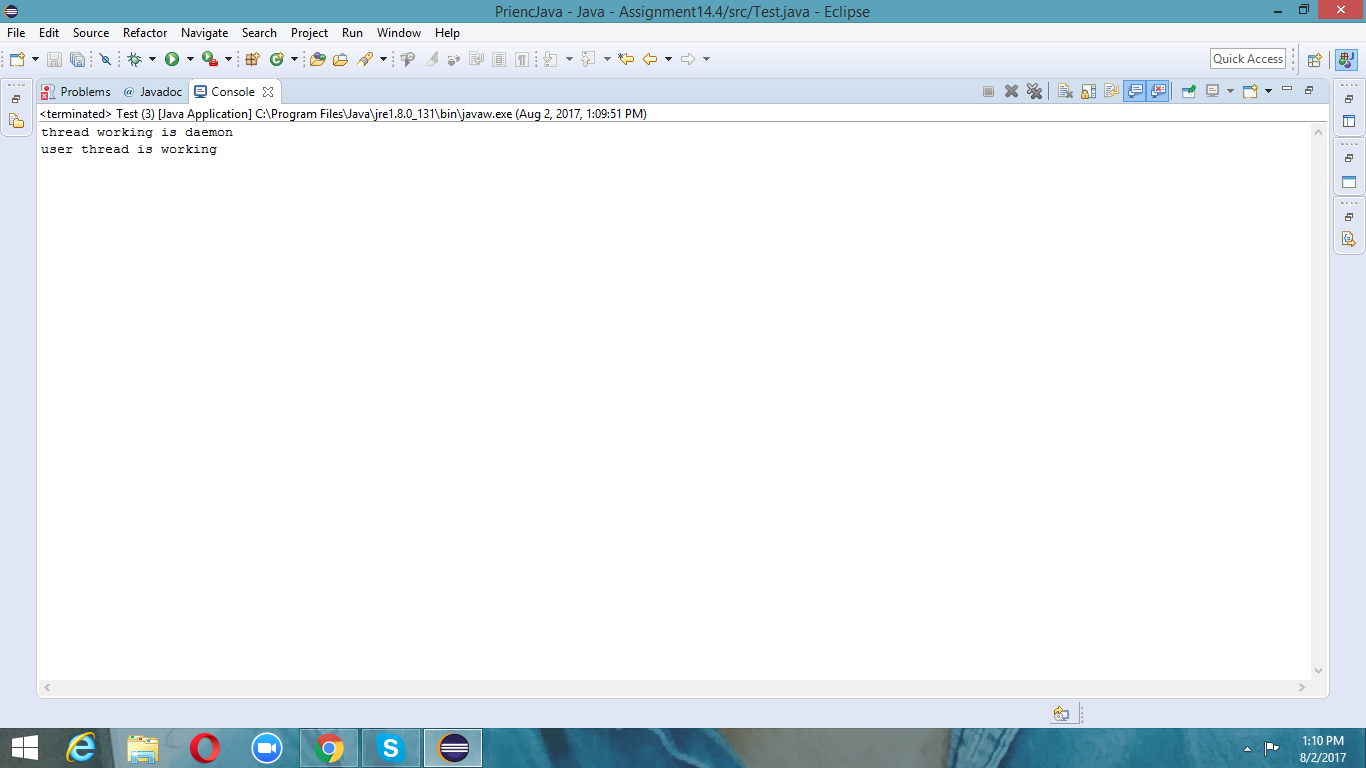 PriencJava - Java - Assignment14.4/src/Test.java - Eclipse
File Edit Source Refactor Navigate Search Project Run Window Help
Quick Access
Problems @ Javadoc Console
<terminated> Test (3) [Java Application] C:\Program Files\Java\jre1.8.0_131\bin\javaw.exe (Aug 2, 2017, 1:09:51 PM)
thread working is daemon
user thread is working
1:10 PM
8/2/2017